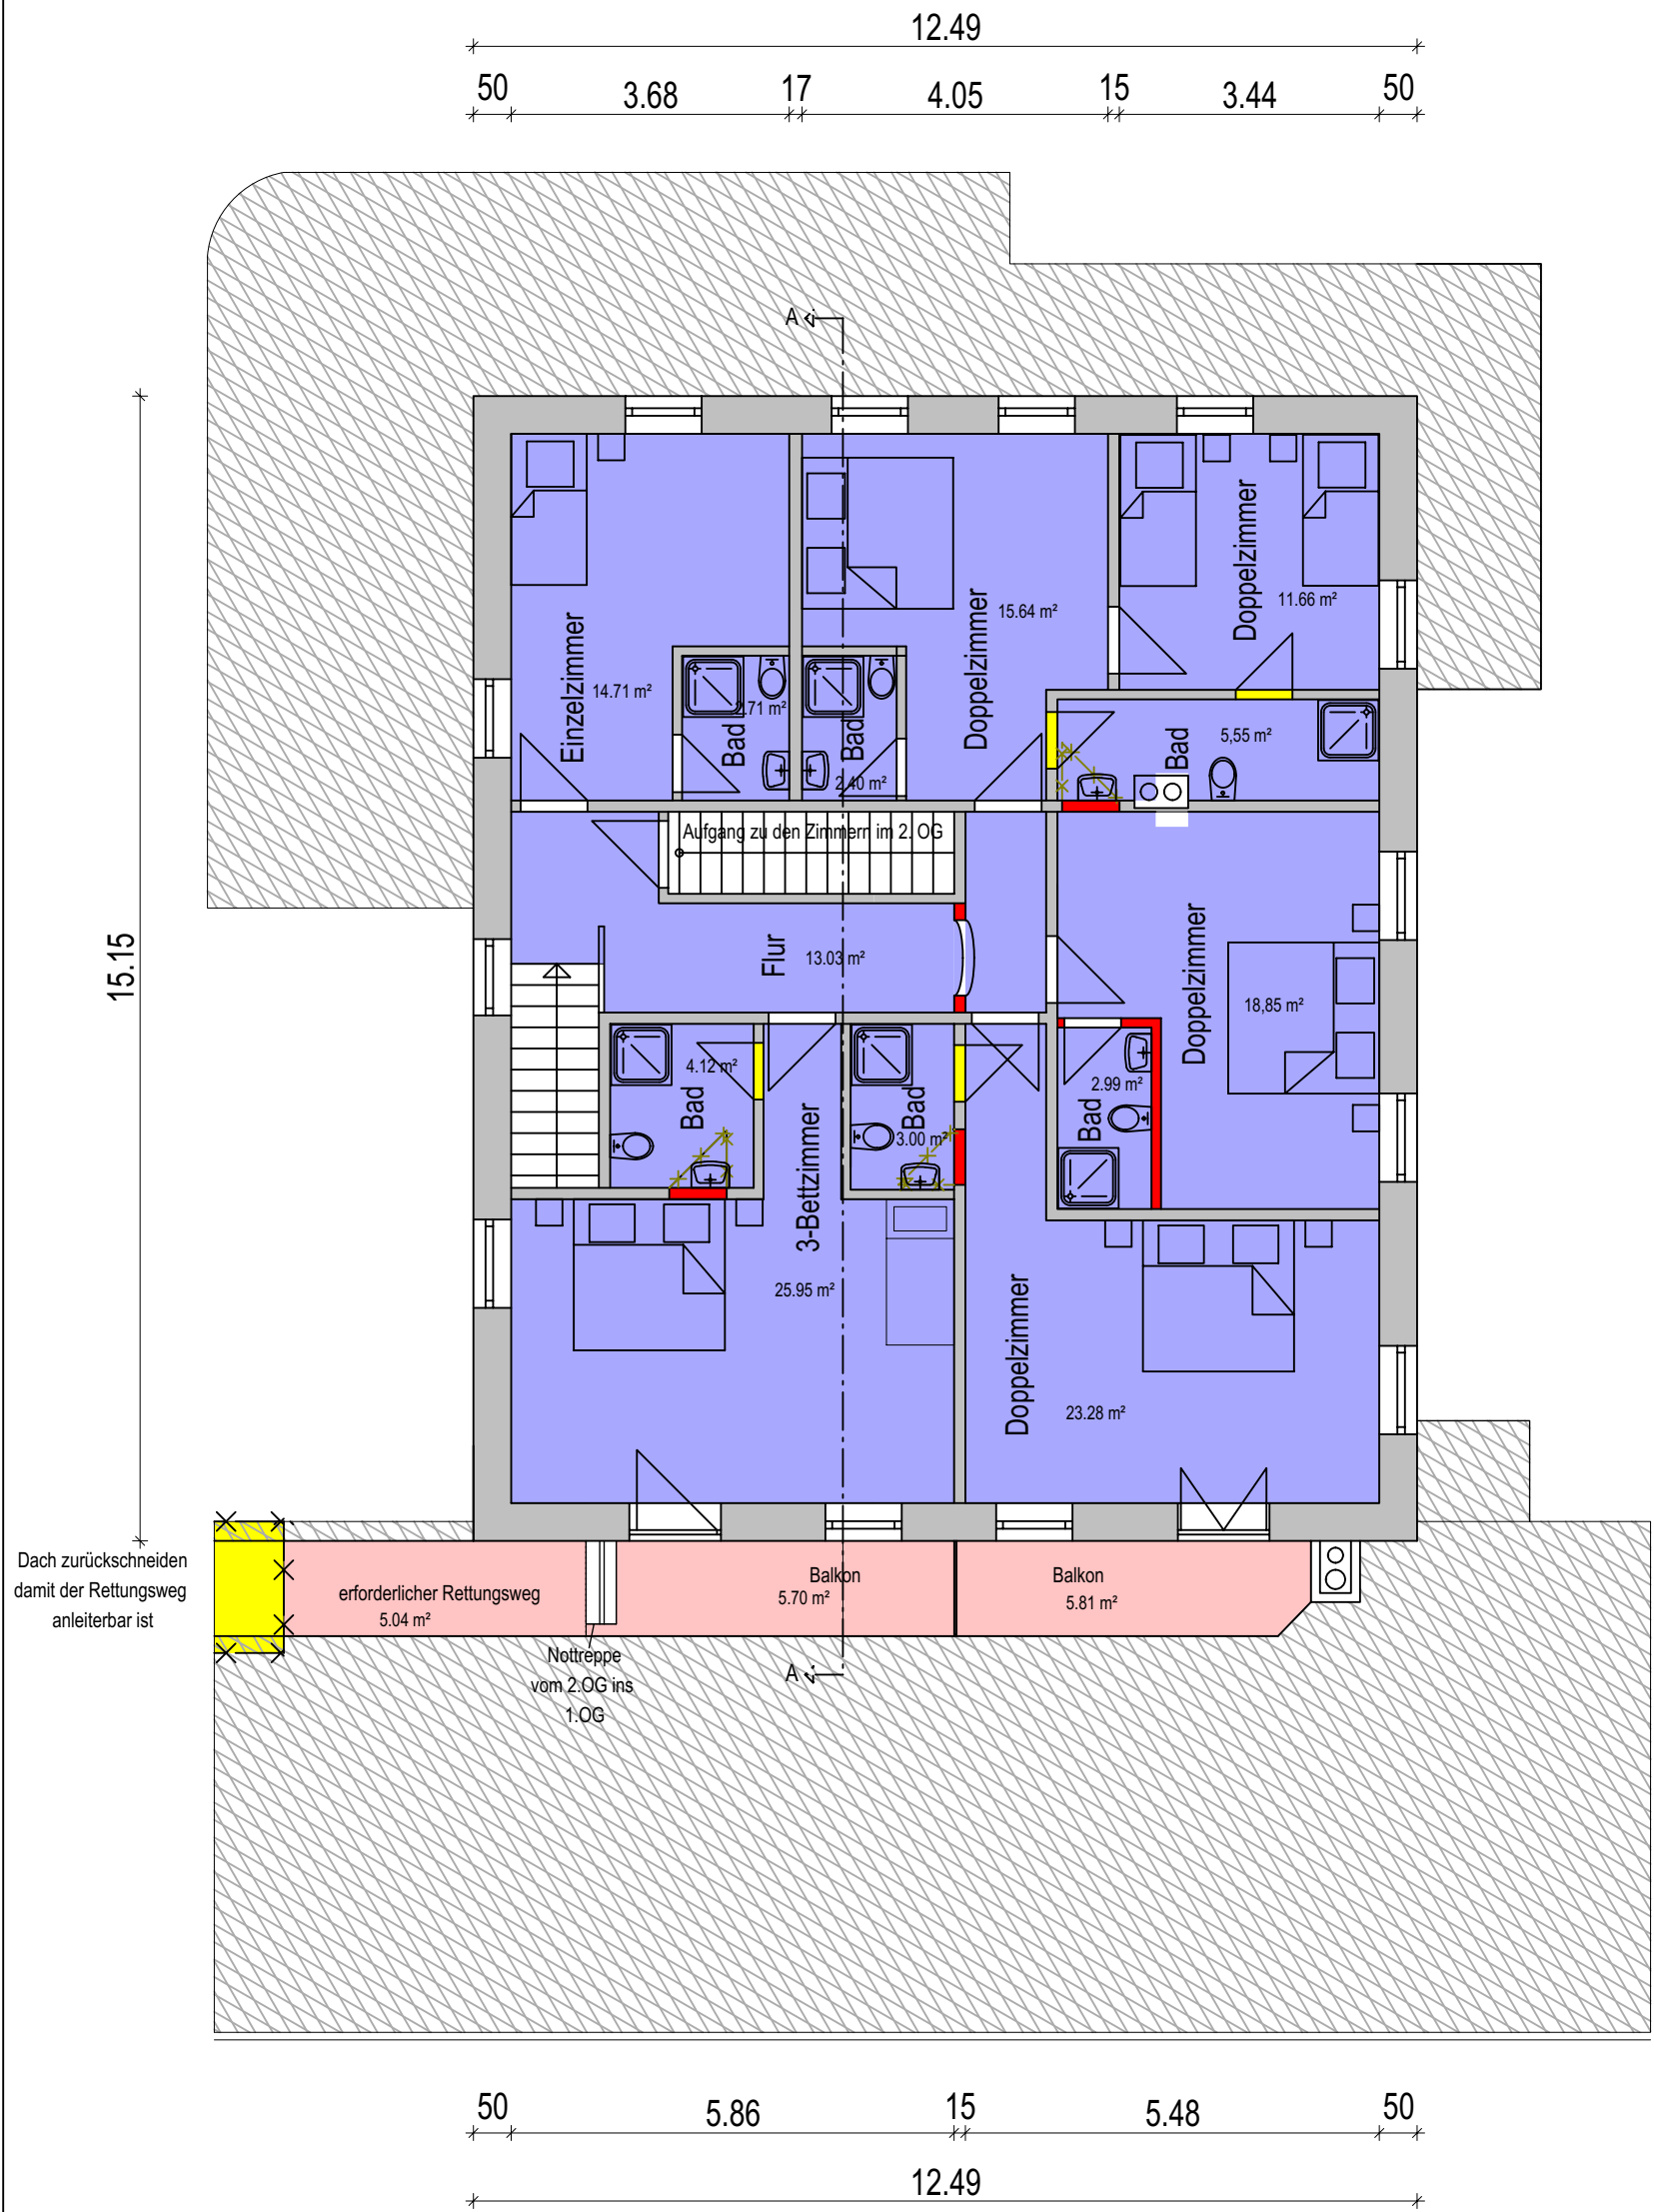 12.49
50 3.68 17 4.05 15 3.44 50
A
15.15
Einzelzimmer
14.71 m²
Bad
2.71 m²
Bad
2.40 m²
Doppelzimmer
15.64 m²
Doppelzimmer
11.66 m²
Bad
5,55 m²
Aufgang zu den Zimmern im 2. OG
Flur
13.03 m²
Doppelzimmer
18,85 m²
Bad
4.12 m²
3-Bettzimmer
25.95 m²
Bad
3.00 m²
Bad
2.99 m²
Doppelzimmer
23.28 m²
Dach zurückschneiden
damit der Rettungsweg
anleiterbar ist
erforderlicher Rettungsweg
5.04 m²
Balkon
5.70 m²
Balkon
5.81 m²
Nottreppe
vom 2.OG ins
1.OG
A
50 5.86 15 5.48 50
12.49